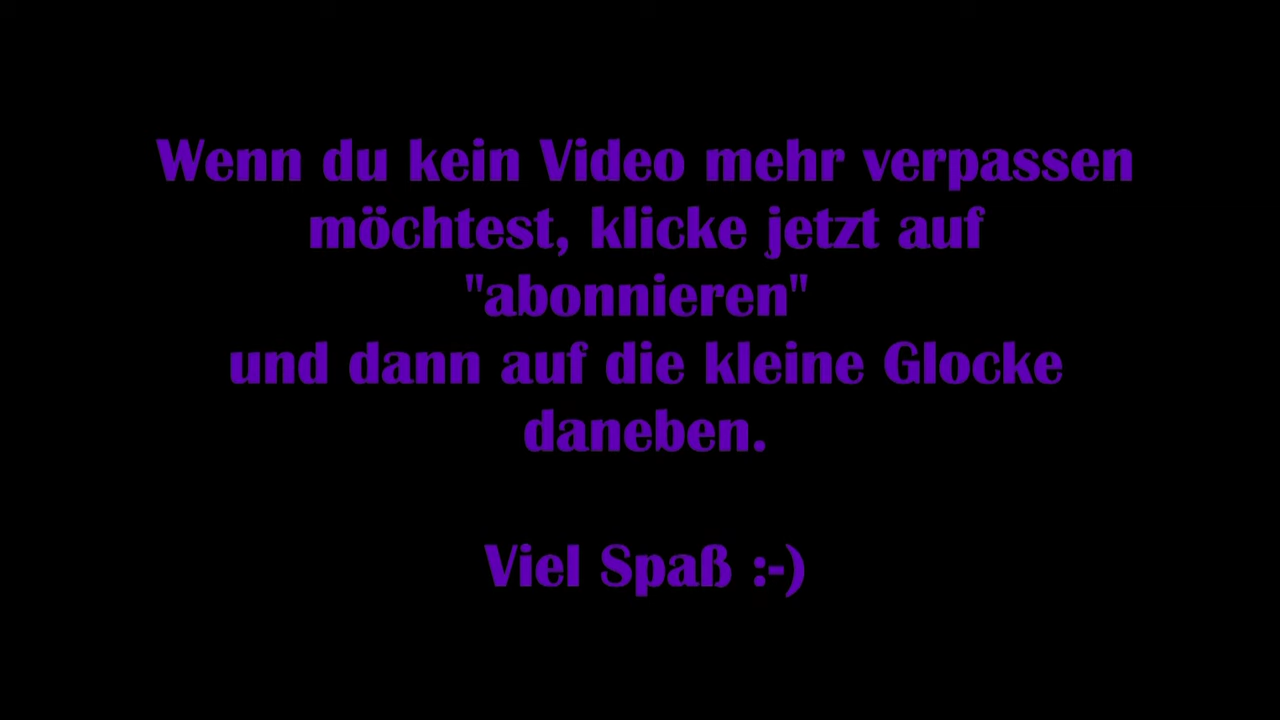 Wenn du kein Video mehr verpassen
möchtest, klicke jetzt auf
"abonnieren"
und dann auf die kleine Glocke
daneben.
Viel Spaß :-)